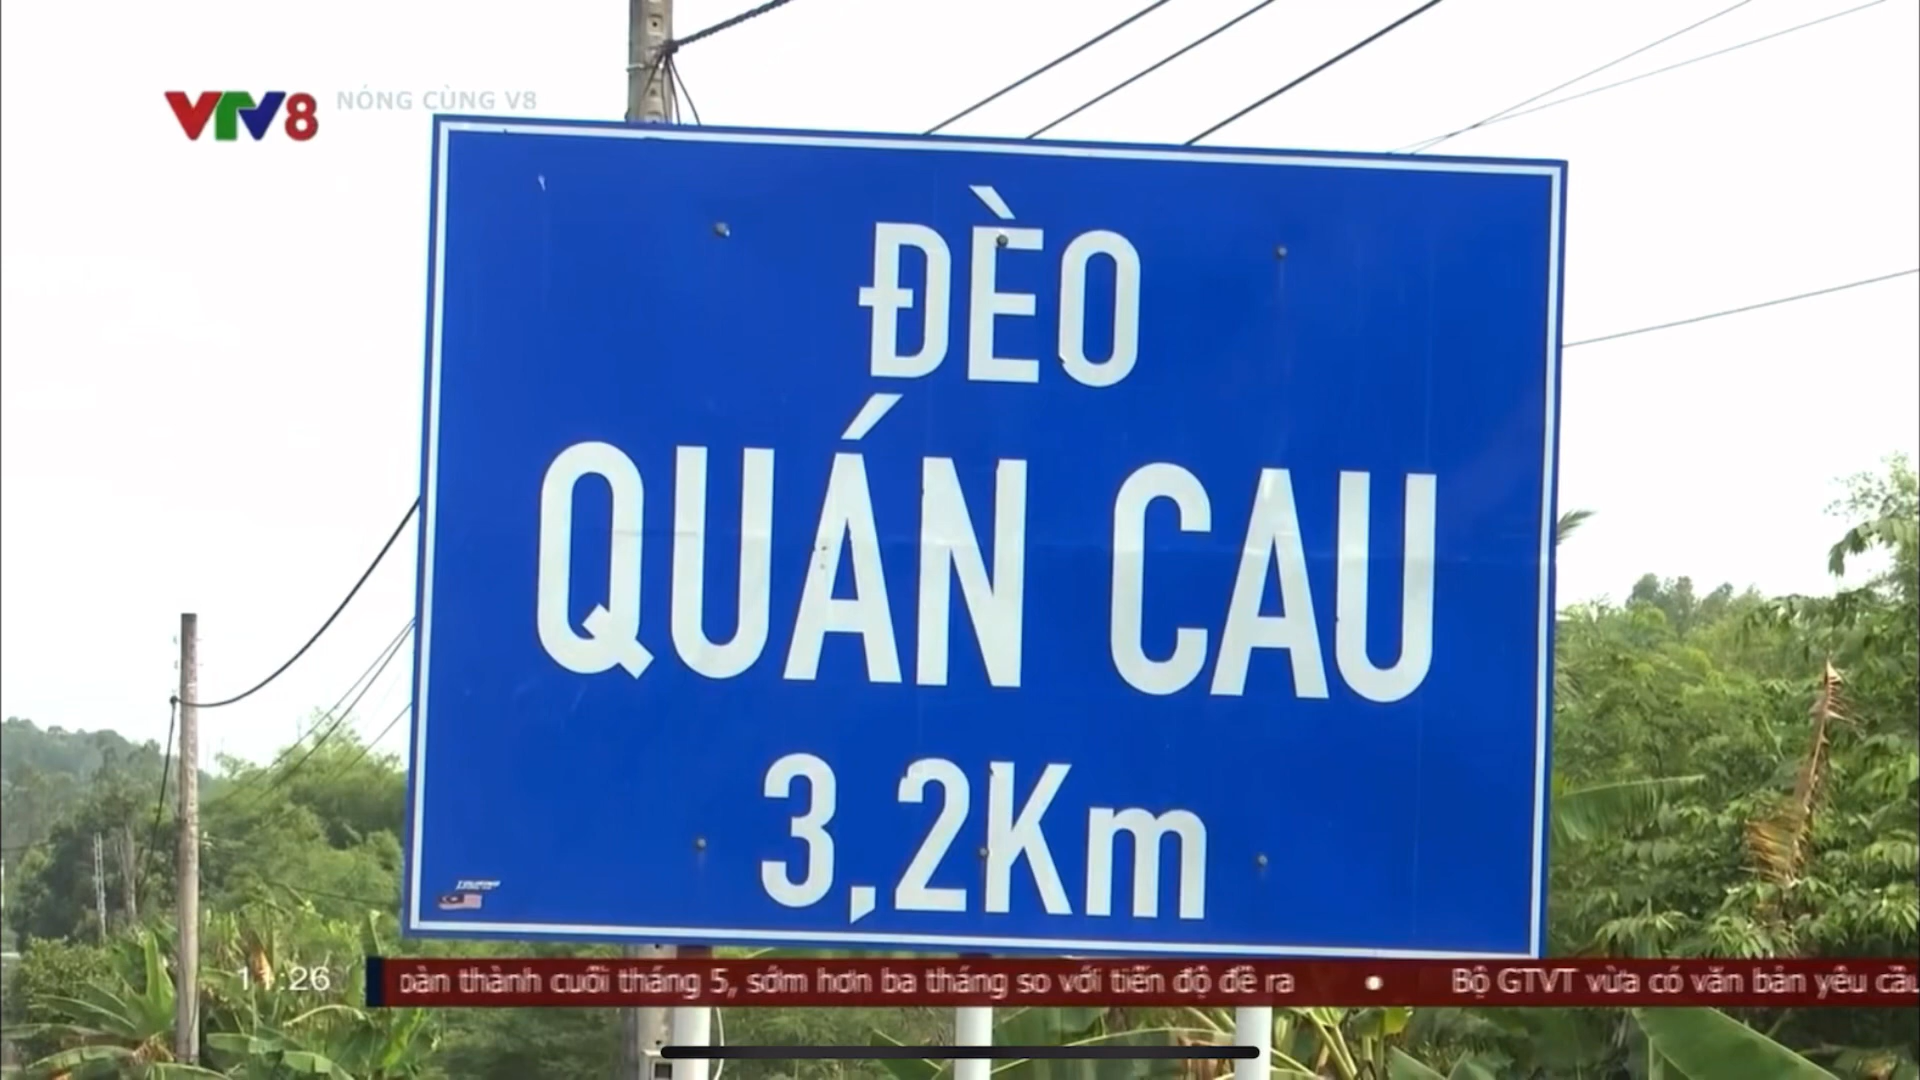 VTV8 NÓNG CÙNG V8
ĐÈO
QUÁN CAU
3,2Km
11:26
thành cuối tháng 5, sớm hơn ba tháng so với tiến độ đề ra • Bộ GTVT vừa có văn bản yêu cầu